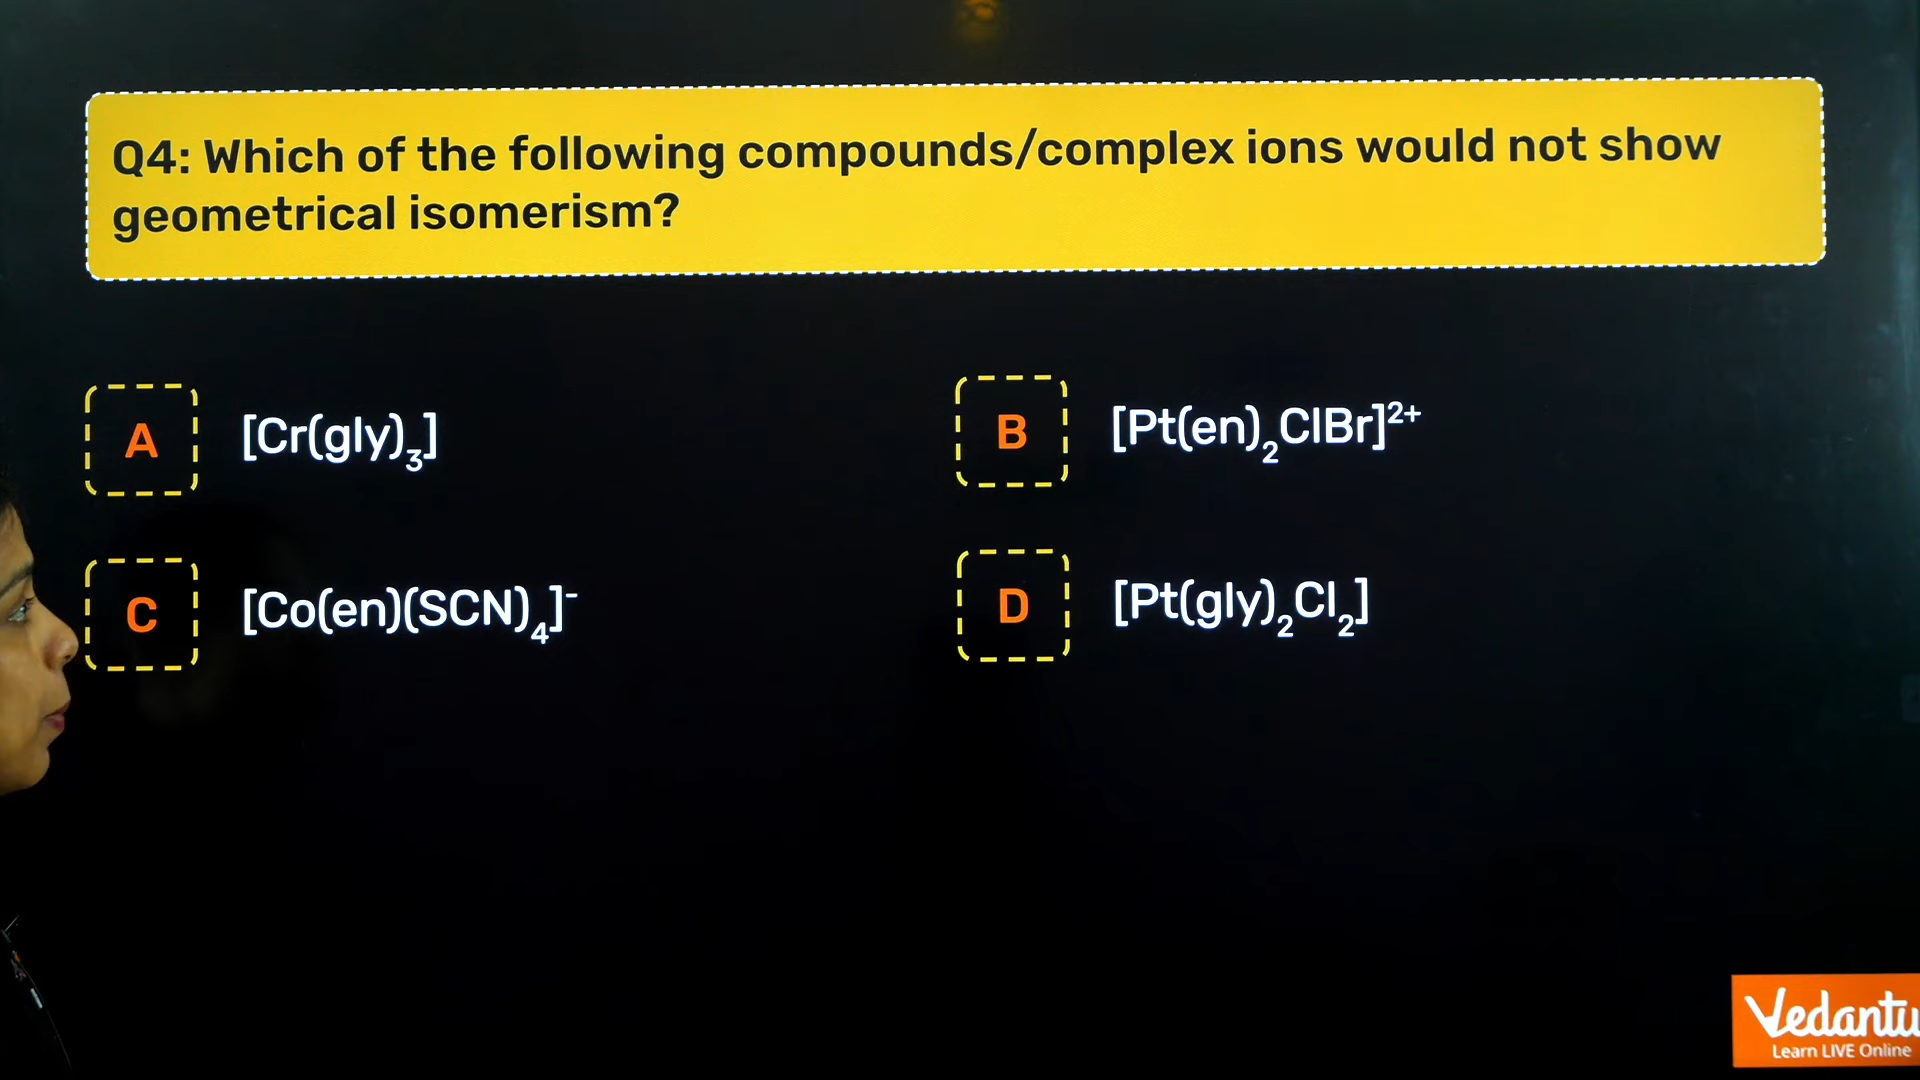 Q4: Which of the following compounds/complex ions would not show
geometrical isomerism?
A [Cr(gly)₃]
B [Pt(en)₂ClBr]²⁺
C [Co(en)(SCN)₄]⁻
D [Pt(gly)₂Cl₂]
Vedantu
Learn LIVE Online